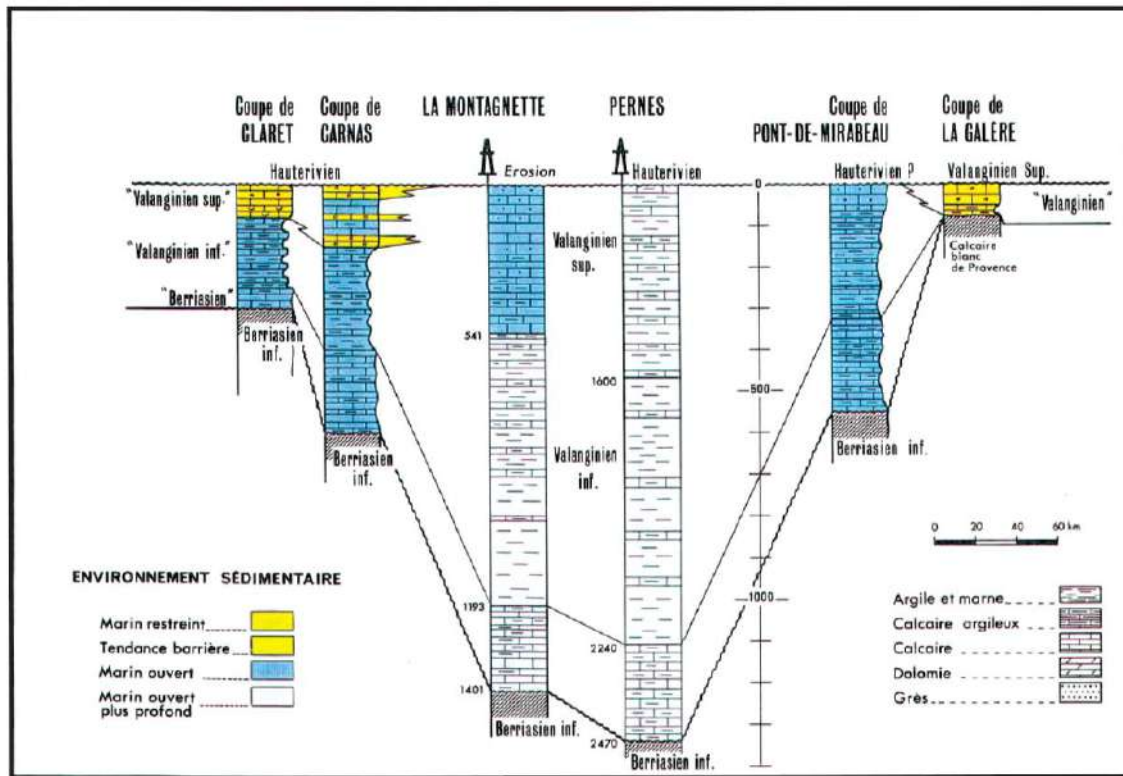 Coupe de
CLARET
Coupe de
CARNAS
LA MONTAGNETTE
PERNES
Coupe de
PONT-DE-MIRABEAU
Coupe de
LA GALÈRE
Hauterivien
Erosion
Hauterivien
Hauterivien ?
Valanginien Sup.
"Valanginien sup."
"Valanginien inf."
"Berriasien"
Berriasien
inf.
Berriasien
inf.
541
1193
1401
Berriasien inf.
Valanginien
sup.
1600
Valanginien
inf.
2240
2470
Berriasien inf.
0
500
1000
Berriasien inf.
"Valanginien"
Calcaire
blanc
de Provence
0 20 40 60 km
ENVIRONNEMENT SÉDIMENTAIRE
Marin restreint
Tendance barrière
Marin ouvert
Marin ouvert
plus profond
Argile et marne
Calcaire argileux
Calcaire
Dolomie
Grès